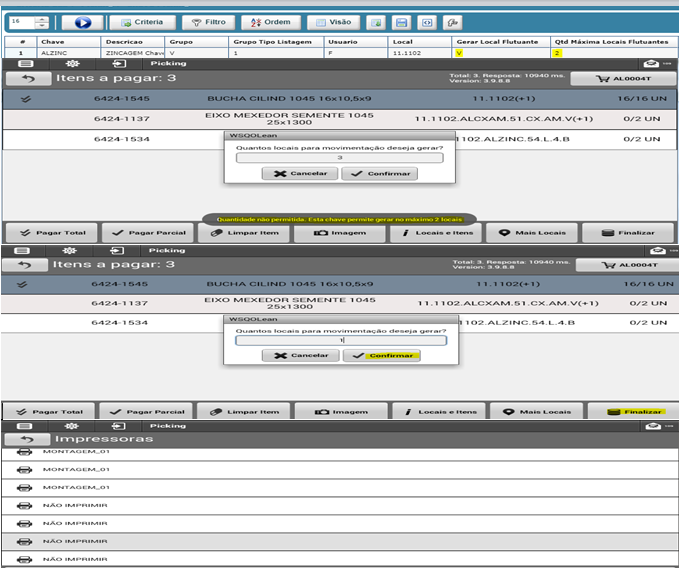 16 Criteria Filtro Ordem Visão
# Chave Descricao Grupo Grupo Tipo Listagem Usuario Local Gerar Local Flutuante Qtd Máxima Locais Flutuantes
1 ALZINC ZINCAGEM Chave V 1 F 11.1102 V 2
Picking
Itens a pagar: 3 Total: 3. Resposta: 10940 ms. AL0004T
Version: 3.9.8.8
6424-1545 BUCHA CILIND 1045 16x10,5x9 11.1102(+1) 16/16 UN
6424-1137 EIXO MEXEDOR SEMENTE 1045 11.1102.ALCXAM.51.CX.AM.V(+1) 0/2 UN
25x1300
6424-1534 1102.ALZINC.54.L.4.B 0/2 UN
WSQOLean
Quantos locais para movimentação deseja gerar?
3
Cancelar Confirmar
Quantidade não permitida. Esta chave permite gerar no máximo 2 locais
Pagar Total Pagar Parcial Limpar Item Imagem Locais e Itens Mais Locais Finalizar
Picking
Itens a pagar: 3 Total: 3. Resposta: 10940 ms. AL0004T
Version: 3.9.8.8
6424-1545 BUCHA CILIND 1045 16x10,5x9 11.1102(+1) 16/16 UN
6424-1137 EIXO MEXEDOR SEMENTE 1045 11.1102.ALCXAM.51.CX.AM.V(+1) 0/2 UN
25x1300
6424-1534 1102.ALZINC.54.L.4.B 0/2 UN
WSQOLean
Quantos locais para movimentação deseja gerar?
1
Cancelar Confirmar
Pagar Total Pagar Parcial Limpar Item Imagem Locais e Itens Mais Locais Finalizar
Picking
Impressoras
MONTAGEM_01
MONTAGEM_01
MONTAGEM_01
NÃO IMPRIMIR
NÃO IMPRIMIR
NÃO IMPRIMIR
NÃO IMPRIMIR